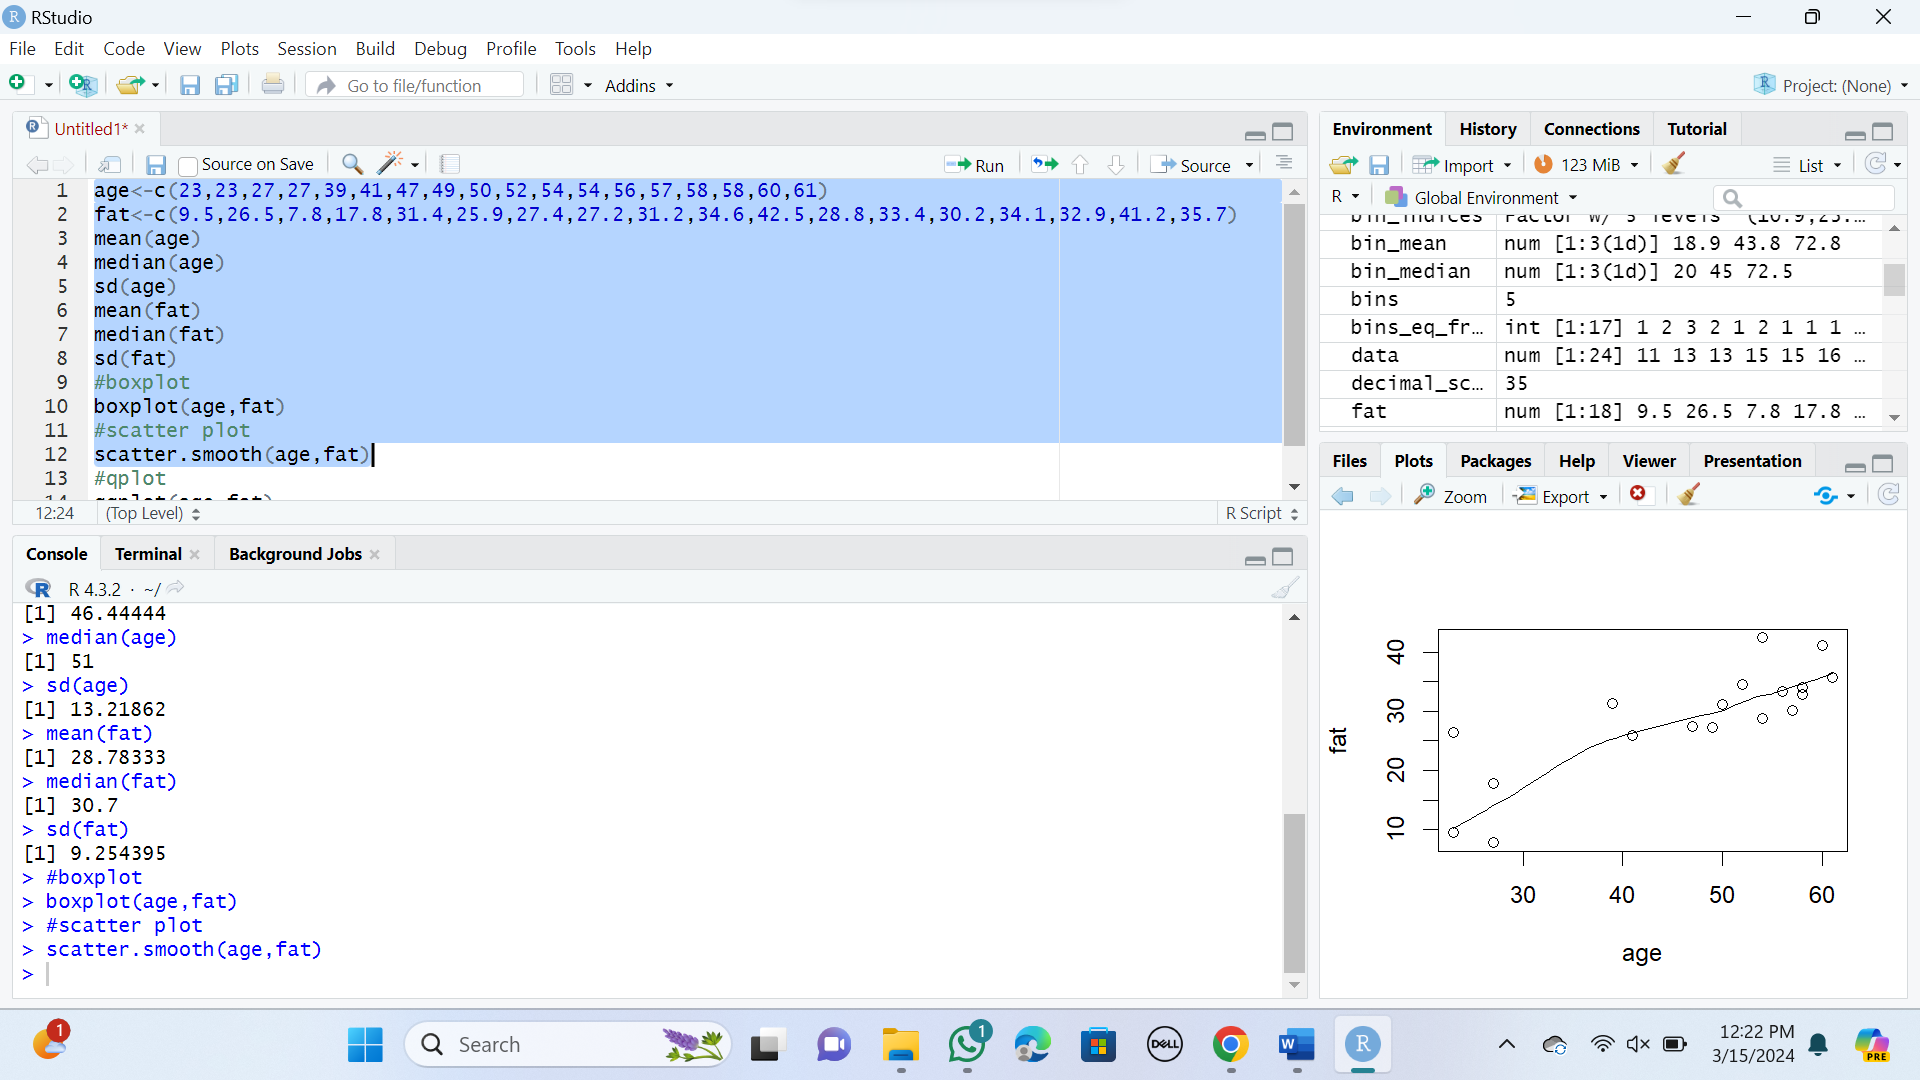 RStudio
File Edit Code View Plots Session Build Debug Profile Tools Help
Go to file/function Addins Project: (None)
Untitled1*
Source on Save Run Source
1 age<-c(23,23,27,27,39,41,47,49,50,52,54,54,56,57,58,58,60,61)
2 fat<-c(9.5,26.5,7.8,17.8,31.4,25.9,27.4,27.2,31.2,34.6,42.5,28.8,33.4,30.2,34.1,32.9,41.2,35.7)
3 mean(age)
4 median(age)
5 sd(age)
6 mean(fat)
7 median(fat)
8 sd(fat)
9 #boxplot
10 boxplot(age,fat)
11 #scatter plot
12 scatter.smooth(age,fat)
13 #qplot
14
12:24 (Top Level) R Script
Console Terminal Background Jobs
R 4.3.2 · ~/
[1] 46.44444
> median(age)
[1] 51
> sd(age)
[1] 13.21862
> mean(fat)
[1] 28.78333
> median(fat)
[1] 30.7
> sd(fat)
[1] 9.254395
> #boxplot
> boxplot(age,fat)
> #scatter plot
> scatter.smooth(age,fat)
>
Environment History Connections Tutorial
Import 123 MiB List
R Global Environment
bin_indices Factor w/ levels
bin_mean num [1:3(1d)] 18.9 43.8 72.8
bin_median num [1:3(1d)] 20 45 72.5
bins 5
bins_eq_fr… int [1:17] 1 2 3 2 1 2 1 1 1 …
data num [1:24] 11 13 13 15 15 16 …
decimal_sc… 35
fat num [1:18] 9.5 26.5 7.8 17.8 …
Files Plots Packages Help Viewer Presentation
Zoom Export
40
30
20
10
fat
30 40 50 60
age
1
Search
1
DELL
W
R
12:22 PM
3/15/2024
PRE